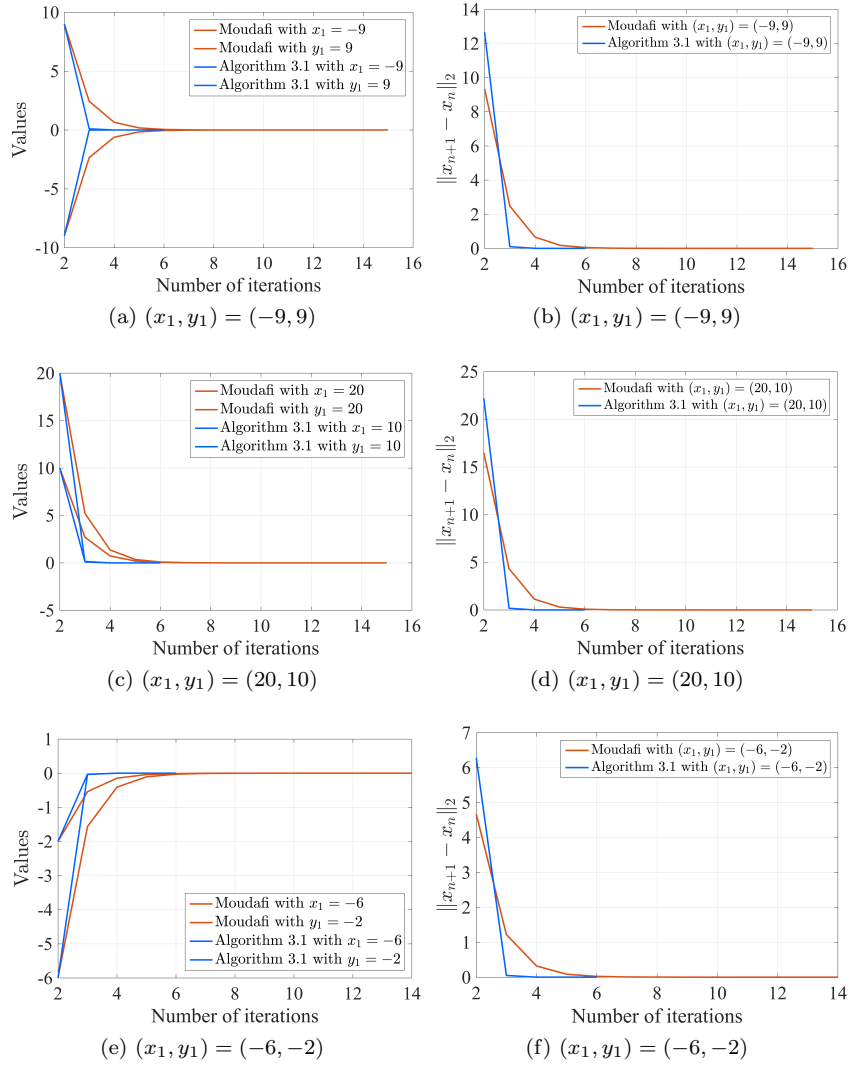 10
5
0
-5
-10
2
4
6
8
10
12
14
16
Values
Number of iterations
Moudafi with x₁ = −9
Moudafi with y₁ = 9
Algorithm 3.1 with x₁ = −9
Algorithm 3.1 with y₁ = 9
(a) (x₁, y₁) = (−9, 9)
14
12
10
8
6
4
2
0
2
4
6
8
10
12
14
16
‖xₙ₊₁ − xₙ‖₂
Number of iterations
Moudafi with (x₁, y₁) = (−9, 9)
Algorithm 3.1 with (x₁, y₁) = (−9, 9)
(b) (x₁, y₁) = (−9, 9)
20
15
10
5
0
-5
2
4
6
8
10
12
14
16
Values
Number of iterations
Moudafi with x₁ = 20
Moudafi with y₁ = 20
Algorithm 3.1 with x₁ = 10
Algorithm 3.1 with y₁ = 10
(c) (x₁, y₁) = (20, 10)
25
20
15
10
5
0
2
4
6
8
10
12
14
16
‖xₙ₊₁ − xₙ‖₂
Number of iterations
Moudafi with (x₁, y₁) = (20, 10)
Algorithm 3.1 with (x₁, y₁) = (20, 10)
(d) (x₁, y₁) = (20, 10)
1
0
-1
-2
-3
-4
-5
-6
2
4
6
8
10
12
14
Values
Number of iterations
Moudafi with x₁ = −6
Moudafi with y₁ = −2
Algorithm 3.1 with x₁ = −6
Algorithm 3.1 with y₁ = −2
(e) (x₁, y₁) = (−6, −2)
7
6
5
4
3
2
1
0
2
4
6
8
10
12
14
‖xₙ₊₁ − xₙ‖₂
Number of iterations
Moudafi with (x₁, y₁) = (−6, −2)
Algorithm 3.1 with (x₁, y₁) = (−6, −2)
(f) (x₁, y₁) = (−6, −2)